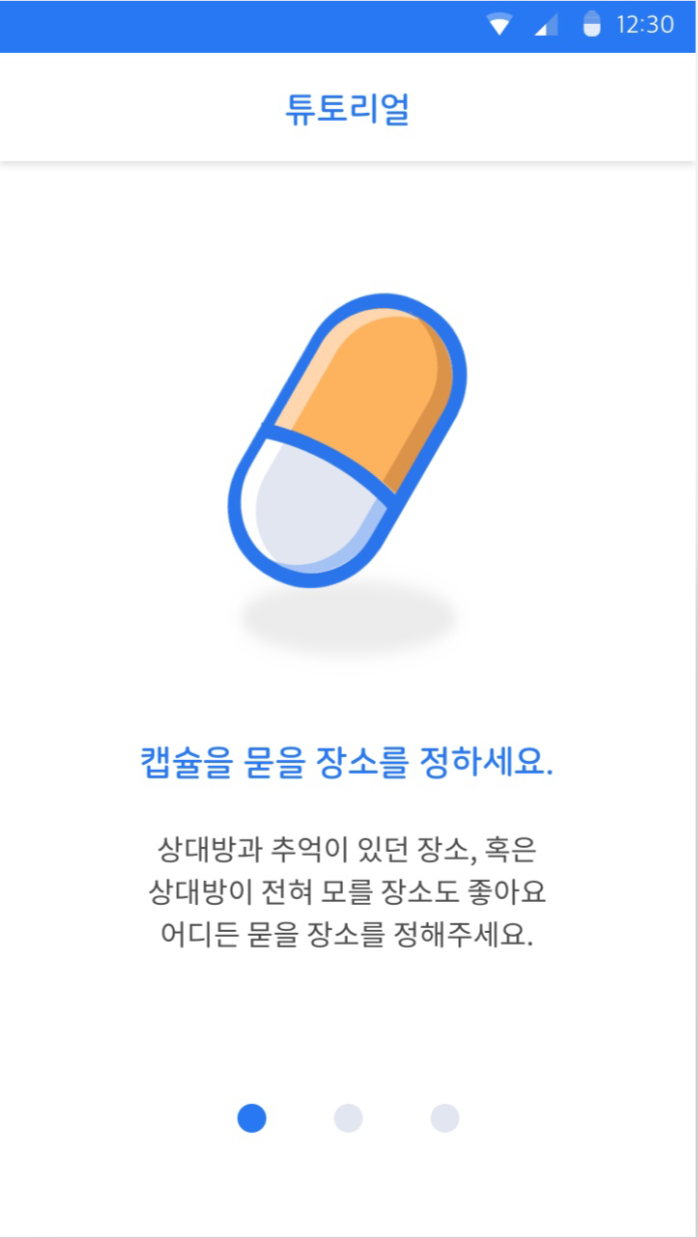 12:30
튜토리얼
캡슐을 묻을 장소를 정하세요.
상대방과 추억이 있던 장소, 혹은
상대방이 전혀 모를 장소도 좋아요
어디든 묻을 장소를 정해주세요.